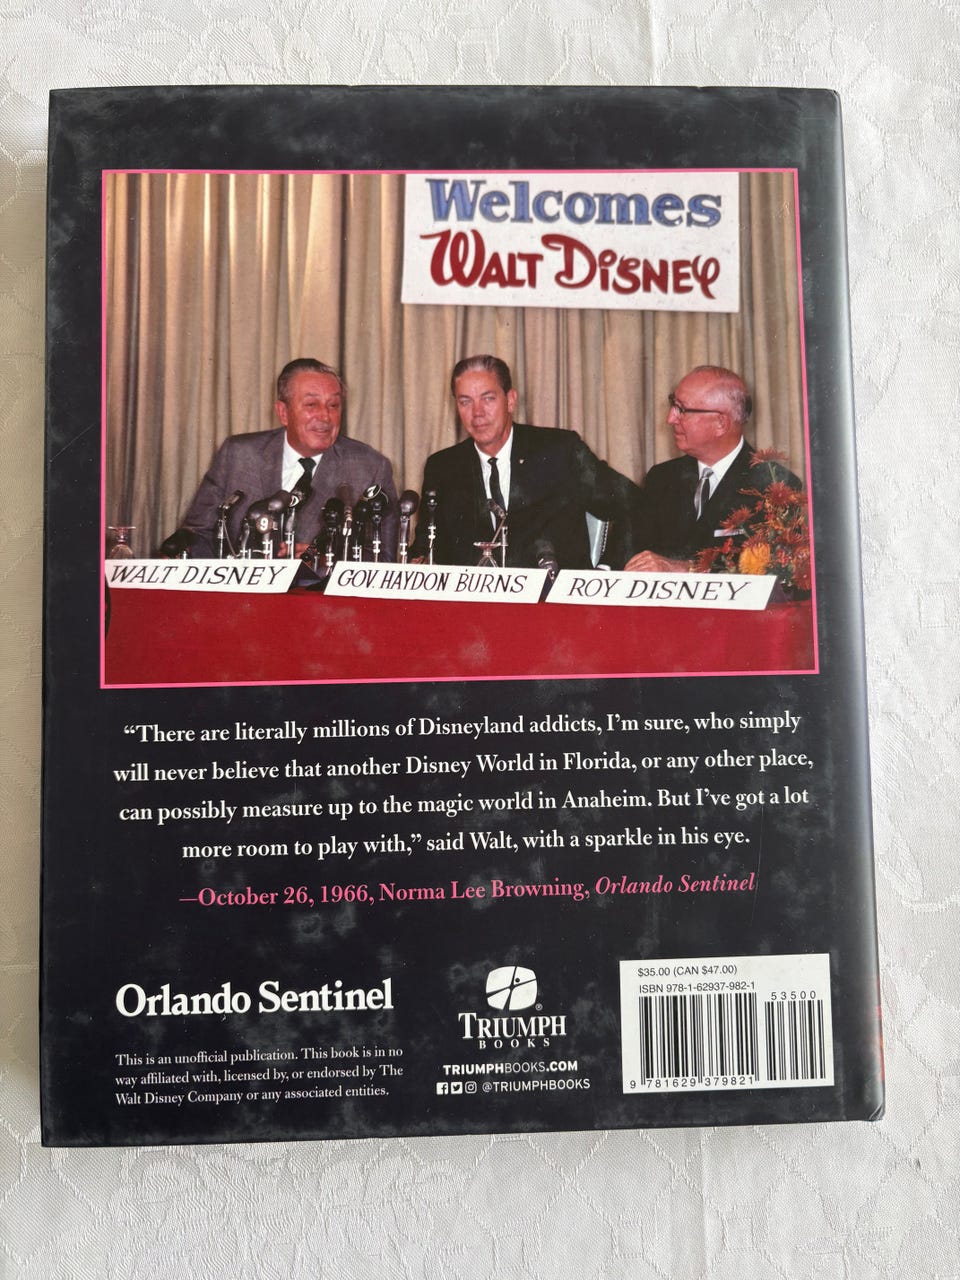 Welcomes
WALT DISNEY
WALT DISNEY
GOV. HAYDON BURNS
ROY DISNEY
“There are literally millions of Disneyland addicts, I’m sure, who simply
will never believe that another Disney World in Florida, or any other place,
can possibly measure up to the magic world in Anaheim. But I’ve got a lot
more room to play with,” said Walt, with a sparkle in his eye.
—October 26, 1966, Norma Lee Browning, Orlando Sentinel
Orlando Sentinel
This is an unofficial publication. This book is in no
way affiliated with, licensed by, or endorsed by The
Walt Disney Company or any associated entities.
TRIUMPH®
BOOKS
TRIUMPHBOOKS.COM
@TRIUMPHBOOKS
$35.00 (CAN $47.00)
ISBN 978-1-62937-982-1
53500
9 781629 379821
9